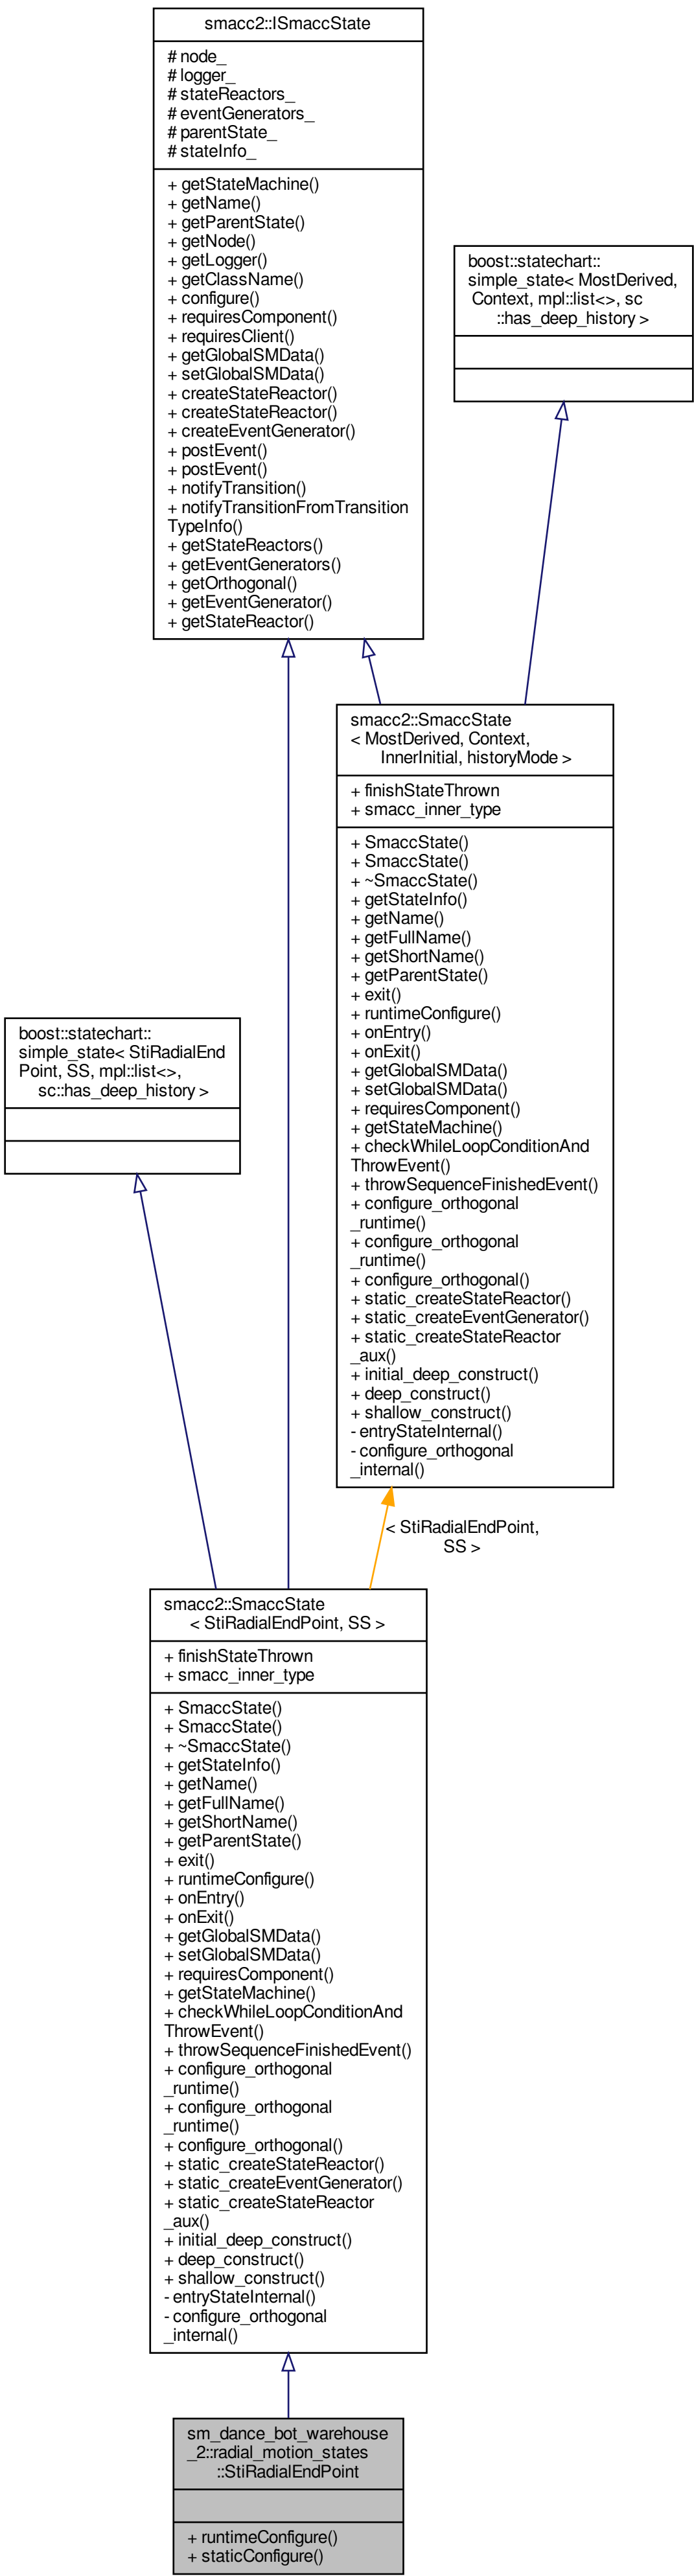 smacc2::ISmaccState
# node_
# logger_
# stateReactors_
# eventGenerators_
# parentState_
# stateInfo_
+ getStateMachine()
+ getName()
+ getParentState()
+ getNode()
+ getLogger()
+ getClassName()
+ configure()
+ requiresComponent()
+ requiresClient()
+ getGlobalSMData()
+ setGlobalSMData()
+ createStateReactor()
+ createStateReactor()
+ createEventGenerator()
+ postEvent()
+ postEvent()
+ notifyTransition()
+ notifyTransitionFromTransition
TypeInfo()
+ getStateReactors()
+ getEventGenerators()
+ getOrthogonal()
+ getEventGenerator()
+ getStateReactor()
boost::statechart::
simple_state< MostDerived,
Context, mpl::list<>, sc
::has_deep_history >
smacc2::SmaccState
< MostDerived, Context,
InnerInitial, historyMode >
+ finishStateThrown
+ smacc_inner_type
+ SmaccState()
+ SmaccState()
+ ~SmaccState()
+ getStateInfo()
+ getName()
+ getFullName()
+ getShortName()
+ getParentState()
+ exit()
+ runtimeConfigure()
+ onEntry()
+ onExit()
+ getGlobalSMData()
+ setGlobalSMData()
+ requiresComponent()
+ getStateMachine()
+ checkWhileLoopConditionAnd
ThrowEvent()
+ throwSequenceFinishedEvent()
+ configure_orthogonal
_runtime()
+ configure_orthogonal
_runtime()
+ configure_orthogonal()
+ static_createStateReactor()
+ static_createEventGenerator()
+ static_createStateReactor
_aux()
+ initial_deep_construct()
+ deep_construct()
+ shallow_construct()
- entryStateInternal()
- configure_orthogonal
_internal()
boost::statechart::
simple_state< StiRadialEnd
Point, SS, mpl::list<>,
sc::has_deep_history >
< StiRadialEndPoint,
SS >
smacc2::SmaccState
< StiRadialEndPoint, SS >
+ finishStateThrown
+ smacc_inner_type
+ SmaccState()
+ SmaccState()
+ ~SmaccState()
+ getStateInfo()
+ getName()
+ getFullName()
+ getShortName()
+ getParentState()
+ exit()
+ runtimeConfigure()
+ onEntry()
+ onExit()
+ getGlobalSMData()
+ setGlobalSMData()
+ requiresComponent()
+ getStateMachine()
+ checkWhileLoopConditionAnd
ThrowEvent()
+ throwSequenceFinishedEvent()
+ configure_orthogonal
_runtime()
+ configure_orthogonal
_runtime()
+ configure_orthogonal()
+ static_createStateReactor()
+ static_createEventGenerator()
+ static_createStateReactor
_aux()
+ initial_deep_construct()
+ deep_construct()
+ shallow_construct()
- entryStateInternal()
- configure_orthogonal
_internal()
sm_dance_bot_warehouse
_2::radial_motion_states
::StiRadialEndPoint
+ runtimeConfigure()
+ staticConfigure()